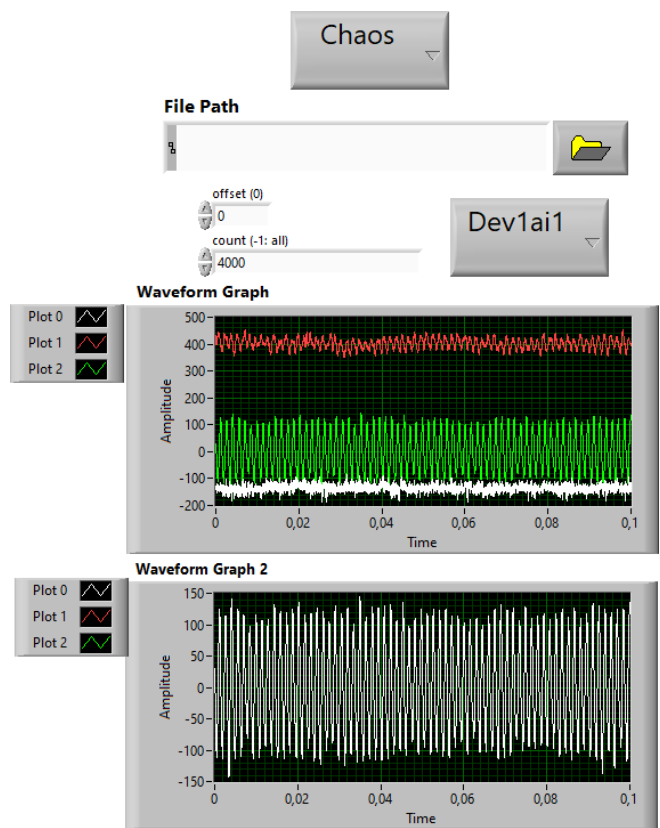 Chaos
File Path
offset (0)
0
count (-1: all)
4000
Dev1ai1
Waveform Graph
Plot 0
Plot 1
Plot 2
500
400
300
200
100
0
-100
-200
Amplitude
0 0,02 0,04 0,06 0,08 0,1
Time
Waveform Graph 2
Plot 0
Plot 1
Plot 2
150
100
50
0
-50
-100
-150
Amplitude
0 0,02 0,04 0,06 0,08 0,1
Time